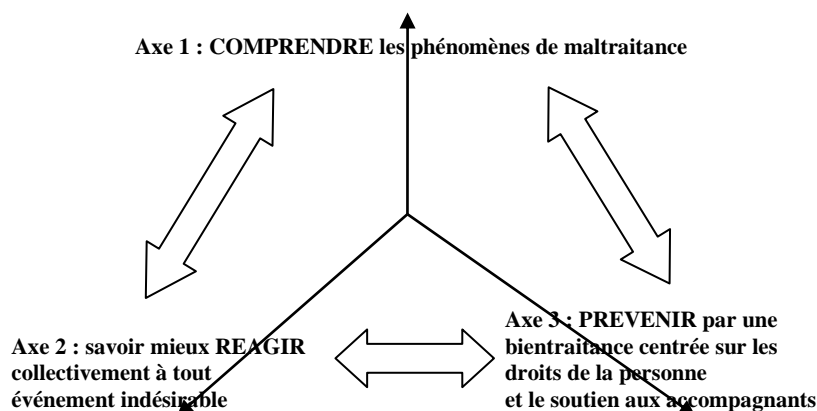 Axe 1 : COMPRENDRE les phénomènes de maltraitance
Axe 2 : savoir mieux REAGIR
collectivement à tout
événement indésirable
Axe 3 : PREVENIR par une
bientraitance centrée sur les
droits de la personne
et le soutien aux accompagnants